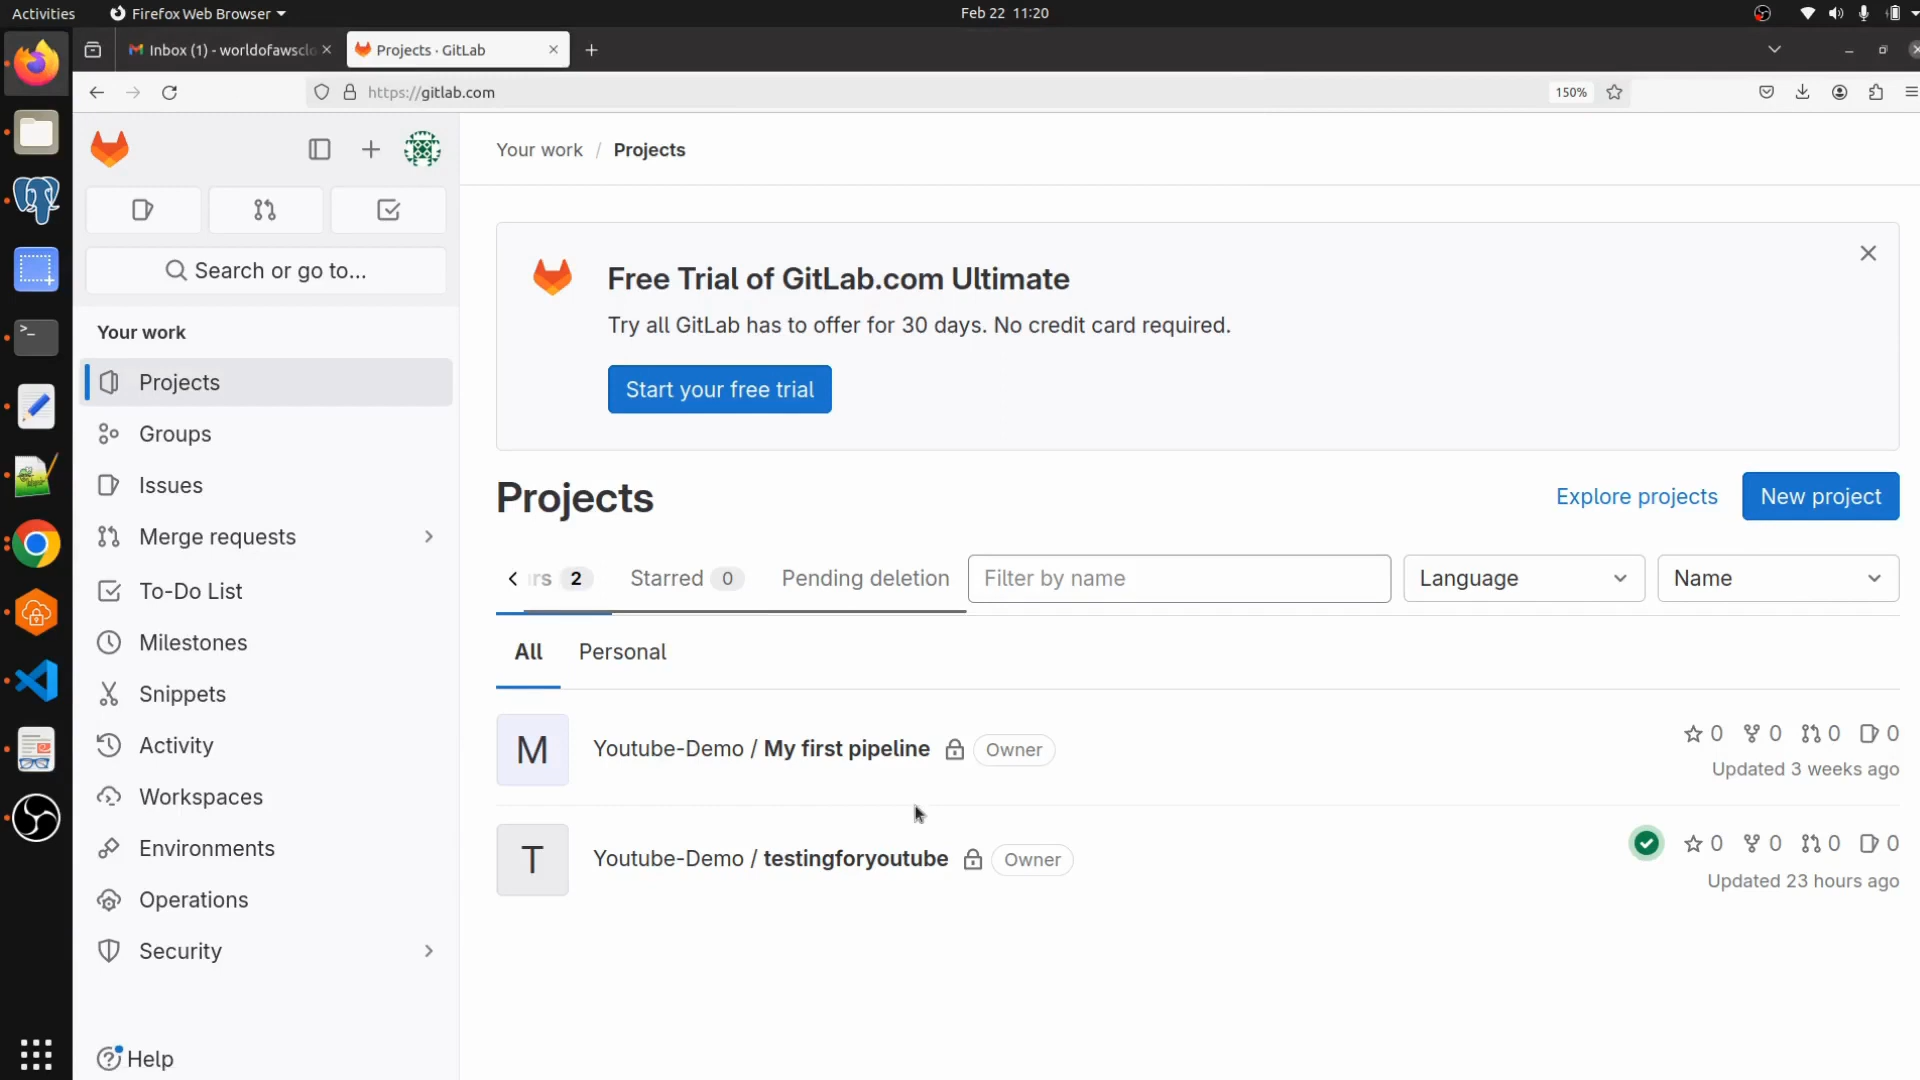 Activities
Firefox Web Browser
Feb 22 11:20
Inbox (1) - worldofawsclo
Projects · GitLab
https://gitlab.com
150%
Search or go to...
Your work
Projects
Groups
Issues
Merge requests
To-Do List
Milestones
Snippets
Activity
Workspaces
Environments
Operations
Security
Help
Your work / Projects
Free Trial of GitLab.com Ultimate
Try all GitLab has to offer for 30 days. No credit card required.
Start your free trial
Projects
Explore projects
New project
rs 2
Starred 0
Pending deletion
Filter by name
Language
Name
All
Personal
M
Youtube-Demo / My first pipeline
Owner
0 0 0 0
Updated 3 weeks ago
T
Youtube-Demo / testingforyoutube
Owner
0 0 0 0
Updated 23 hours ago